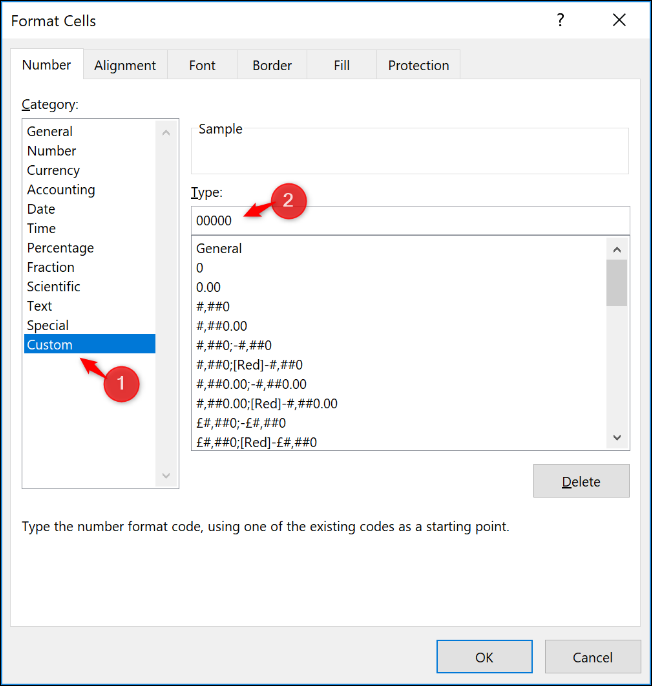 Format Cells ?
Number Alignment Font Border Fill Protection
Category:
General
Number
Currency
Accounting
Date
Time
Percentage
Fraction
Scientific
Text
Special
Custom
1
Sample
Type:
2
00000
General
0
0.00
#,##0
#,##0.00
#,##0;-#,##0
#,##0;[Red]-#,##0
#,##0.00;-#,##0.00
#,##0.00;[Red]-#,##0.00
£#,##0;-£#,##0
£#,##0;[Red]-£#,##0
Delete
Type the number format code, using one of the existing codes as a starting point.
OK Cancel